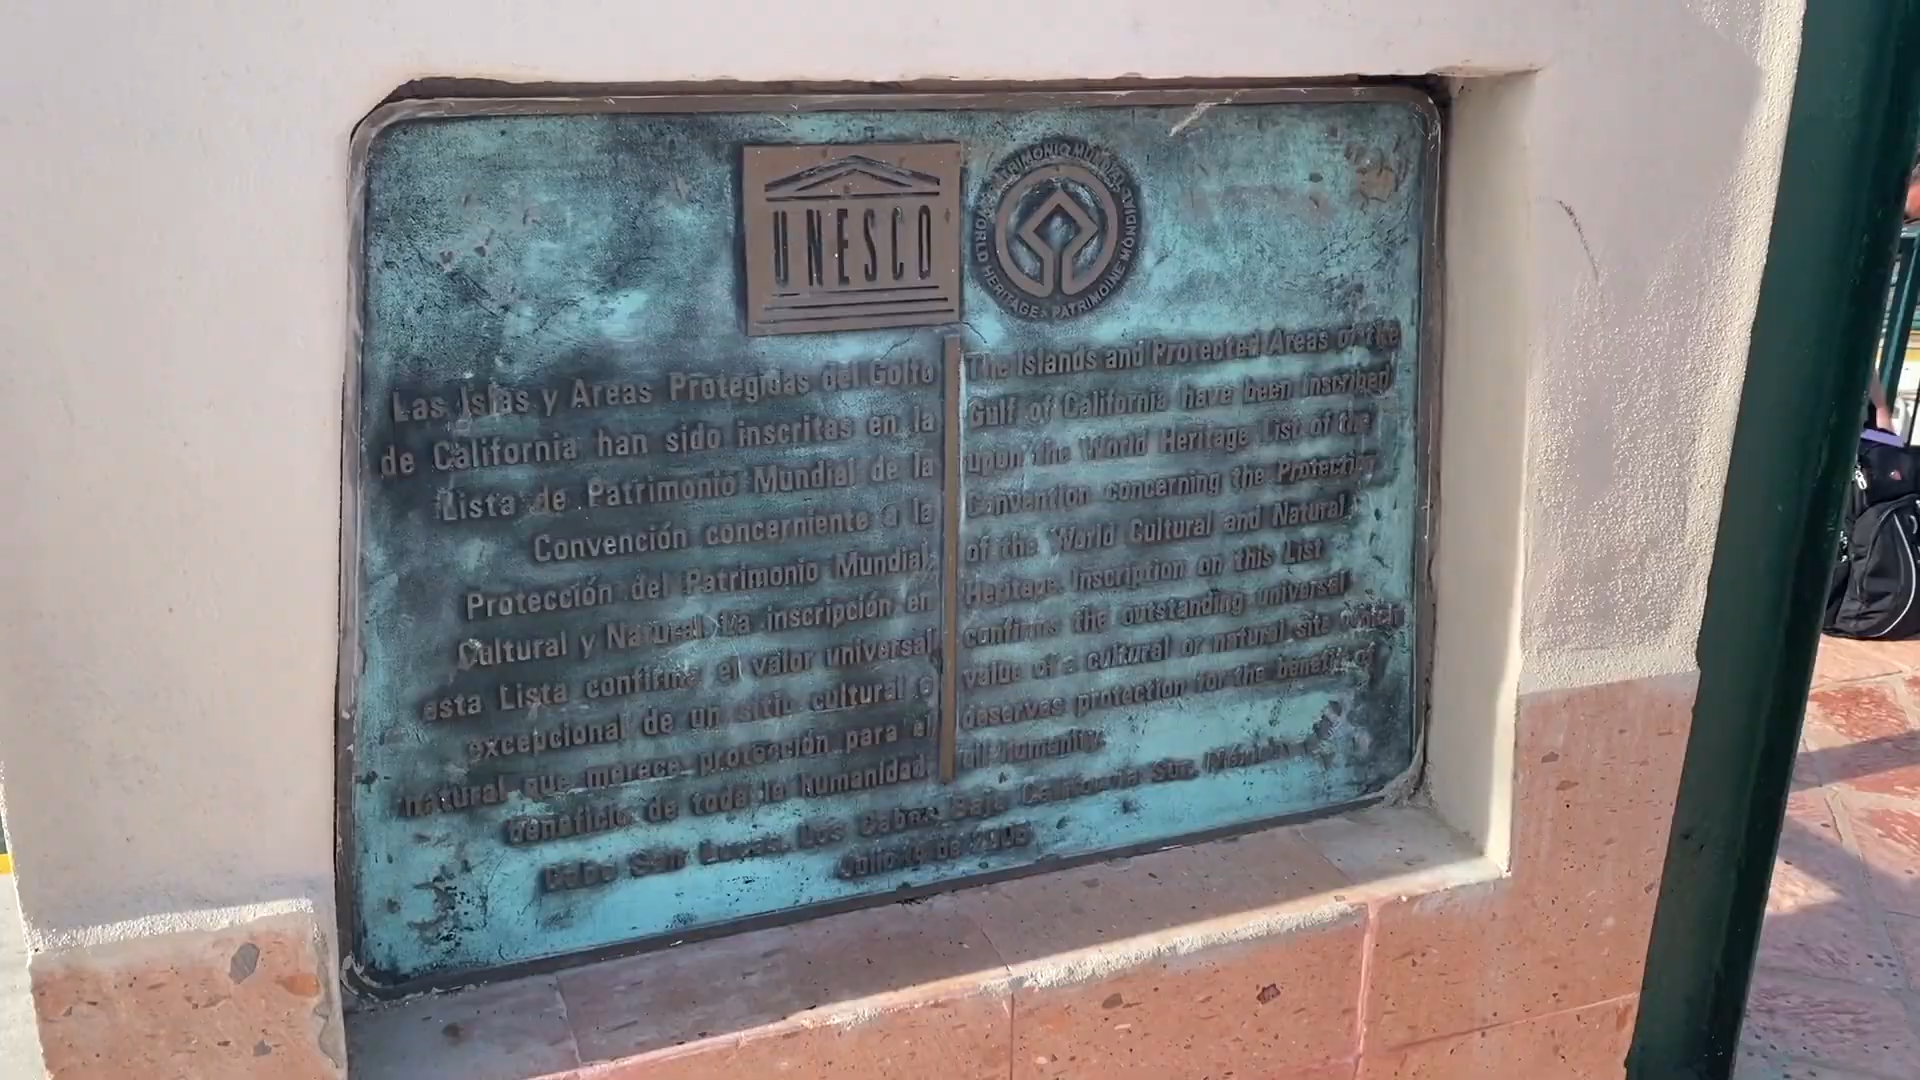 UNESCO
PATRIMONIO MUNDIAL
WORLD HERITAGE
PATRIMOINE MONDIAL
Las Islas y Areas Protegidas del Golfo
de California han sido inscritas en la
Lista de Patrimonio Mundial de la
Convención concerniente a la
Protección del Patrimonio Mundial
Cultural y Natural. La inscripción en
esta Lista confirma el valor universal
excepcional de un sitio cultural o
natural que merece protección para el
beneficio de toda la humanidad.
The Islands and Protected Areas of the
Gulf of California have been inscribed
upon the World Heritage List of the
Convention concerning the Protection
of the World Cultural and Natural
Heritage. Inscription on this List
confirms the outstanding universal
value of a cultural or natural site which
deserves protection for the benefit of
all humanity.
Cabo San Lucas, Los Cabos, Baja California Sur, México
Julio de 2005